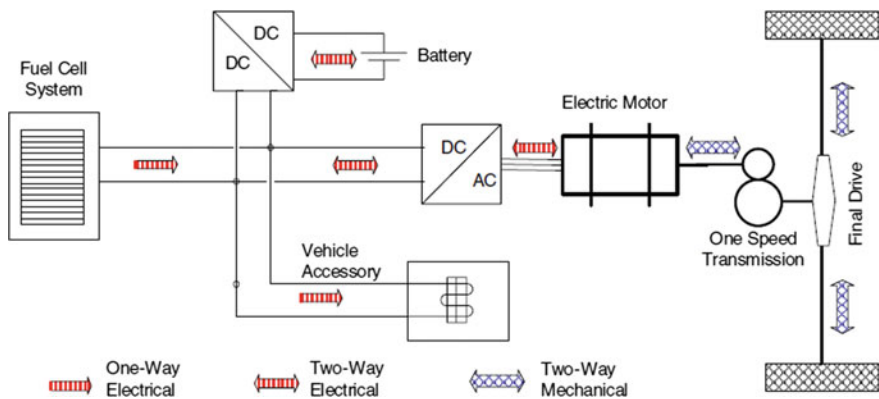 Fuel Cell
System
DC
DC
Battery
Electric Motor
DC
AC
Vehicle
Accessory
One Speed
Transmission
Final Drive
One-Way
Electrical
Two-Way
Electrical
Two-Way
Mechanical